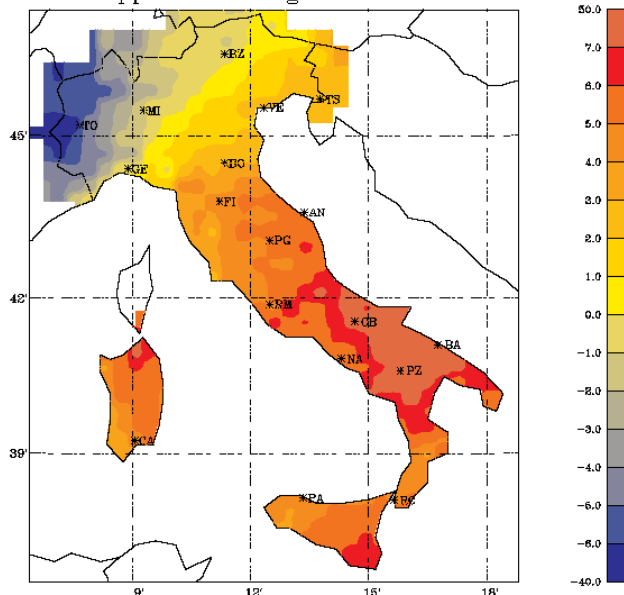 50.0
*BZ
7.0
6.0
*TS
*VE
*MI
5.0
*TO
45'
4.0
*BO
*GE
3.0
*FI
*AN
2.0
*PG
1.0
42'
*RM
0.0
*CB
*BA
-1.0
*NA
*PZ
-2.0
-3.0
*CA
39'
-4.0
*PA
*RC
-5.0
-6.0
-40.0
9'
12'
15'
18'